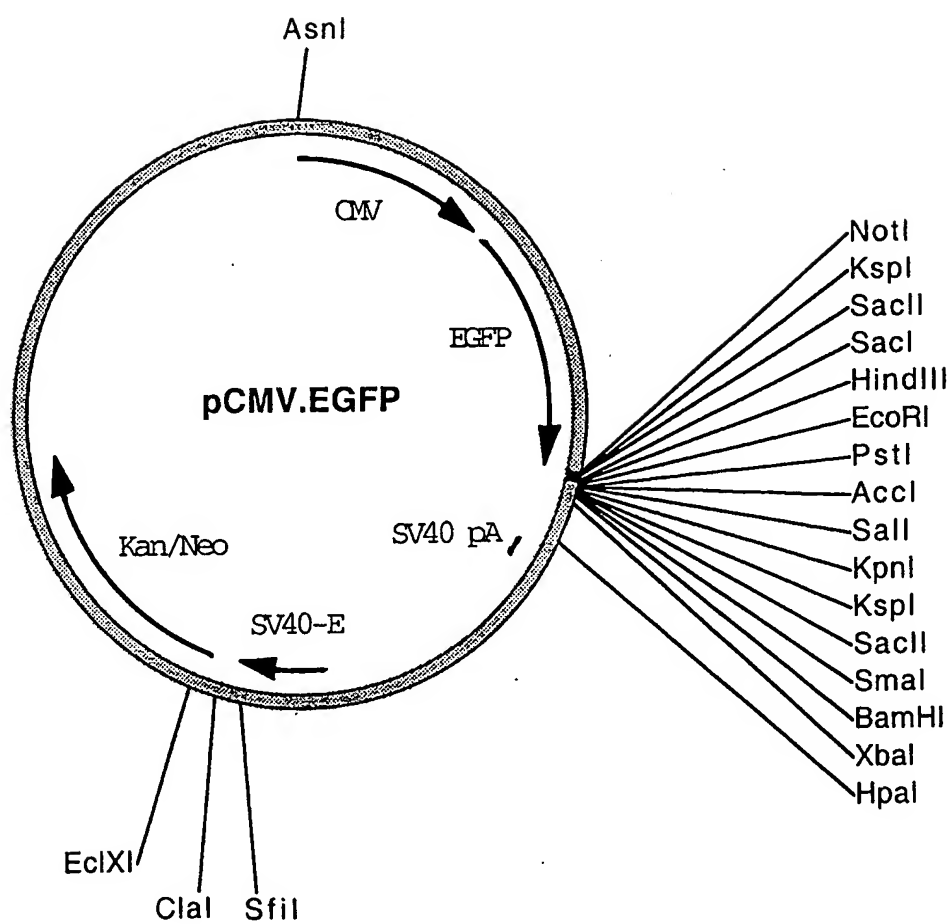 AsnI
CMV
EGFP
pCMV.EGFP
SV40 pA
Kan/Neo
SV40-E
NotI
KspI
SacII
SacI
HindIII
EcoRI
PstI
AccI
SalI
KpnI
KspI
SacII
SmaI
BamHI
XbaI
HpaI
EclXI
ClaI
SfiI